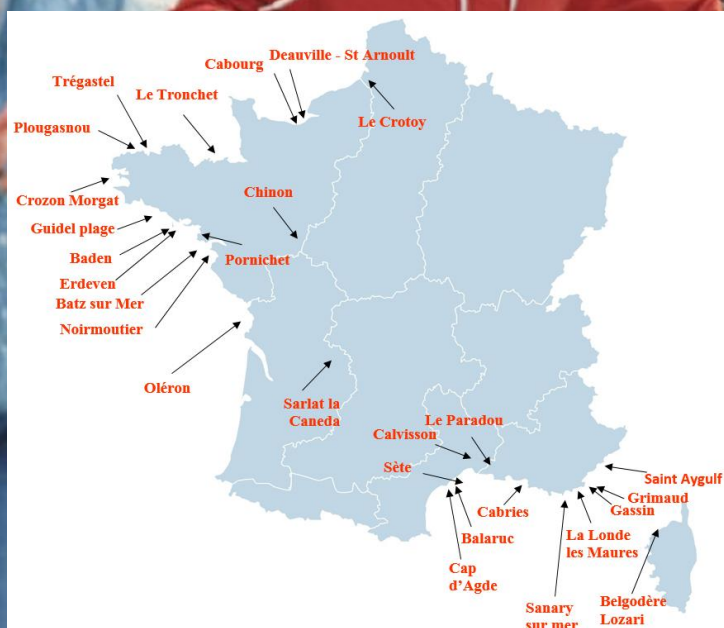 Deauville - St Arnoult
Cabourg
Trégastel
Le Tronchet
Le Crotoy
Plougasnou
Crozon Morgat
Chinon
Guidel plage
Baden
Pornichet
Erdeven
Batz sur Mer
Noirmoutier
Oléron
Sarlat la
Caneda
Le Paradou
Calvisson
Sète
Saint Aygulf
Grimaud
Gassin
Cabries
Balaruc
La Londe
les Maures
Cap
d'Agde
Sanary
sur mer
Belgodère
Lozari